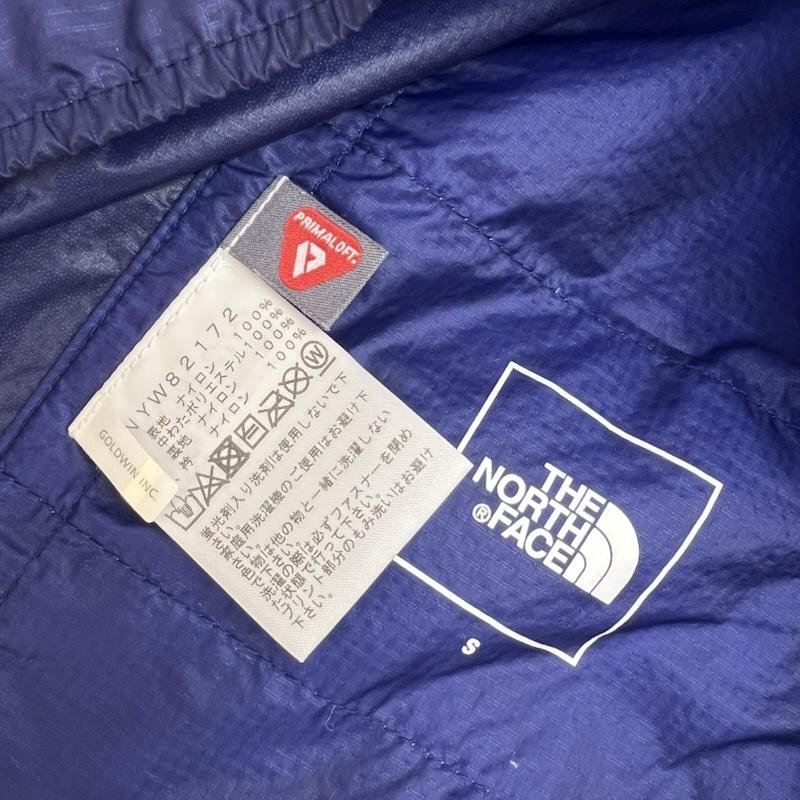 PRIMALOFT
NYW82172
表地 ナイロン 100%
中わた ポリエステル 100%
裏地 ナイロン 100%
衿 ナイロン 100%
GOLDWIN INC.
蛍光剤入り洗剤は使用しないで下
さい。家庭用洗濯機のご使用はお避け下
濃色物は他の物と一緒に洗濯しない
で下さい。
洗濯の際は必ずファスナーを閉め
た状態で行って下さい。
プリント部分のもみ洗いはお避け
下さい。
THE
NORTH
FACE
®
S